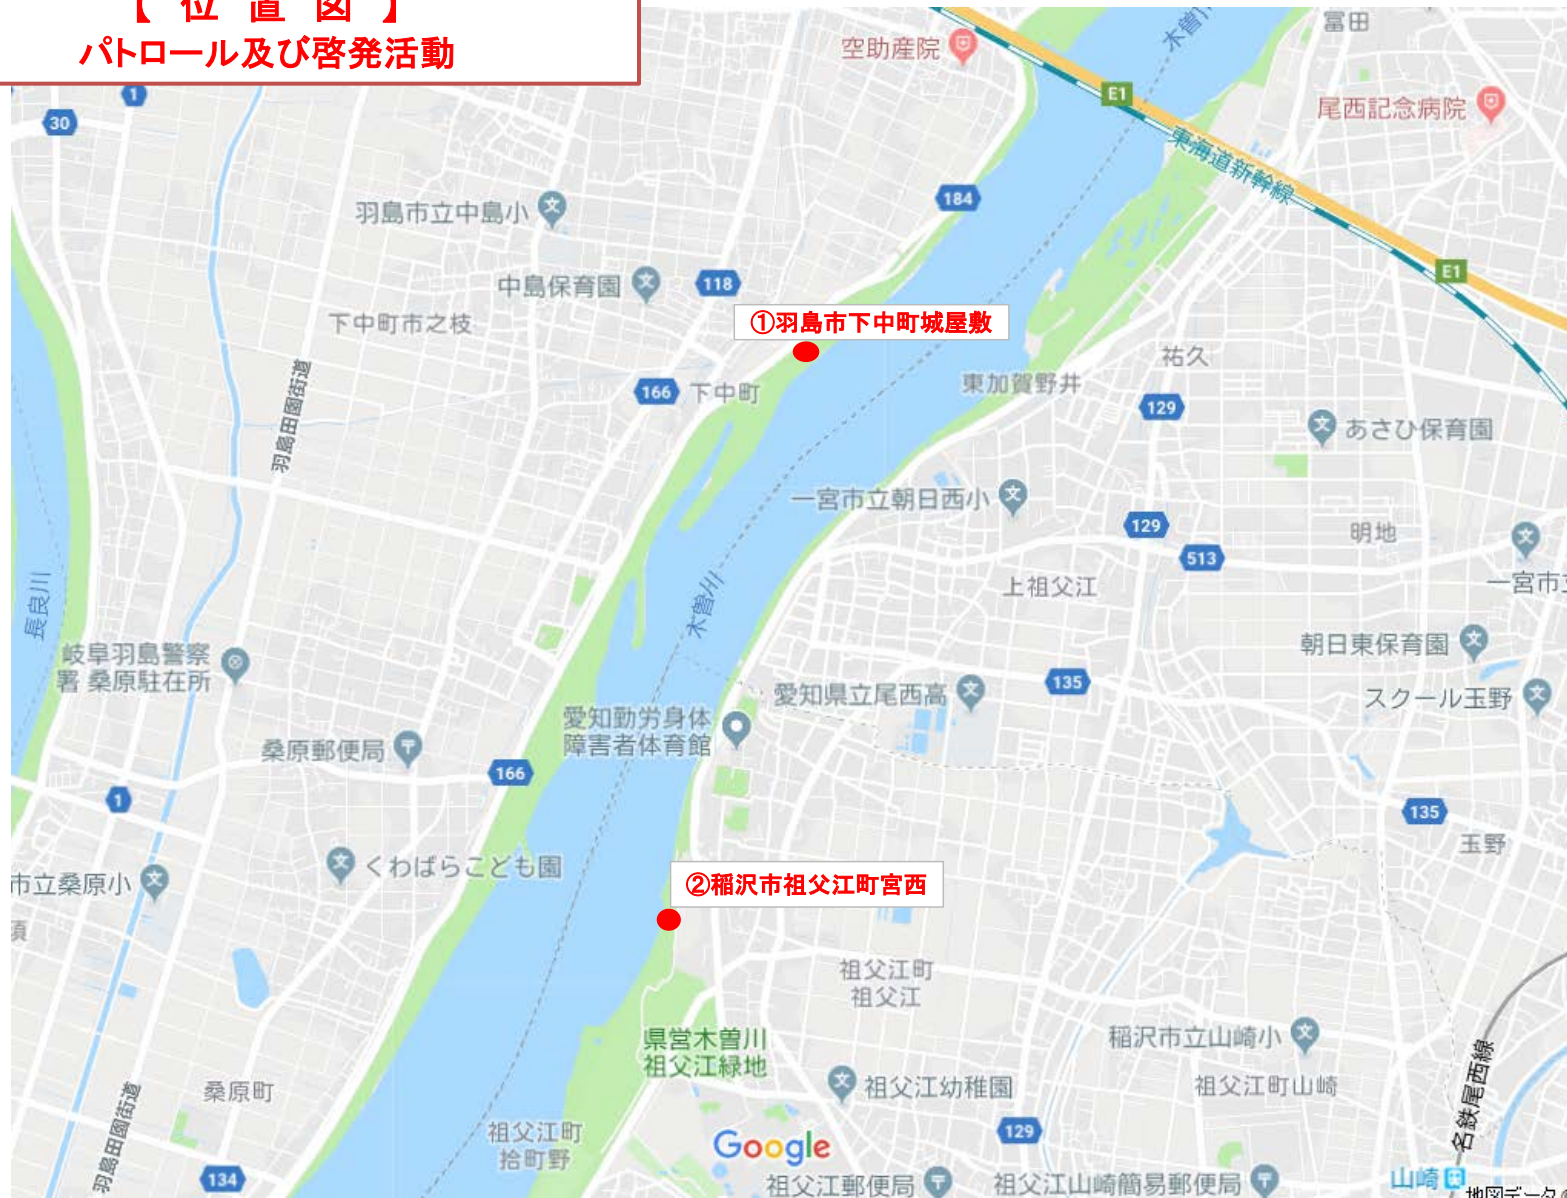 【 位 置 図 】
パトロール及び啓発活動
木曽川
富田
空助産院
E1
1
30
尾西記念病院
東海道新幹線
184
羽島市立中島小
E1
中島保育園
118
下中町市之枝
①羽島市下中町城屋敷
祐久
羽島田園街道
166
下中町
東加賀野井
129
あさひ保育園
一宮市立朝日西小
129
明地
513
一宮市立
長良川
木曽川
上祖父江
岐阜羽島警察
署 桑原駐在所
朝日東保育園
135
愛知県立尾西高
スクール玉野
愛知勤労身体
障害者体育館
桑原郵便局
166
1
135
玉野
くわばらこども園
市立桑原小
②稲沢市祖父江町宮西
須
祖父江町
祖父江
県営木曽川
祖父江緑地
稲沢市立山崎小
名鉄尾西線
桑原町
祖父江幼稚園
祖父江町山崎
羽島田園街道
祖父江町
拾町野
Google
129
134
祖父江郵便局
祖父江山崎簡易郵便局
山崎
地図データ